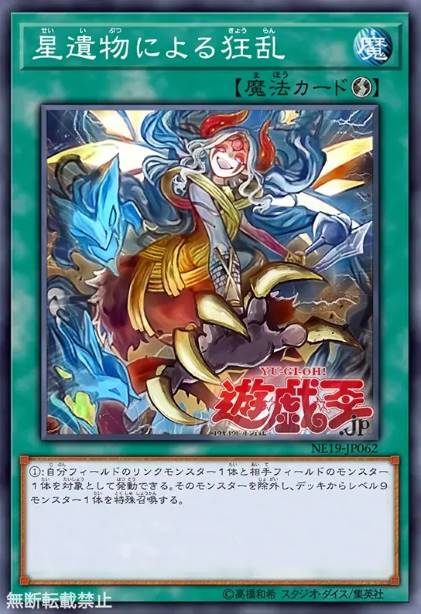 星遺物による狂乱
魔
【魔法カード】
YU-GI-OH!
遊戯王.jp
NE19-JP062
①:自分フィールドのリンクモンスター1体と相手フィールドのモンスター
1体を対象として発動できる。そのモンスターを除外し、デッキからレベル9
モンスター1体を特殊召喚する。
無断転載禁止
©高橋和希 スタジオ・ダイス/集英社